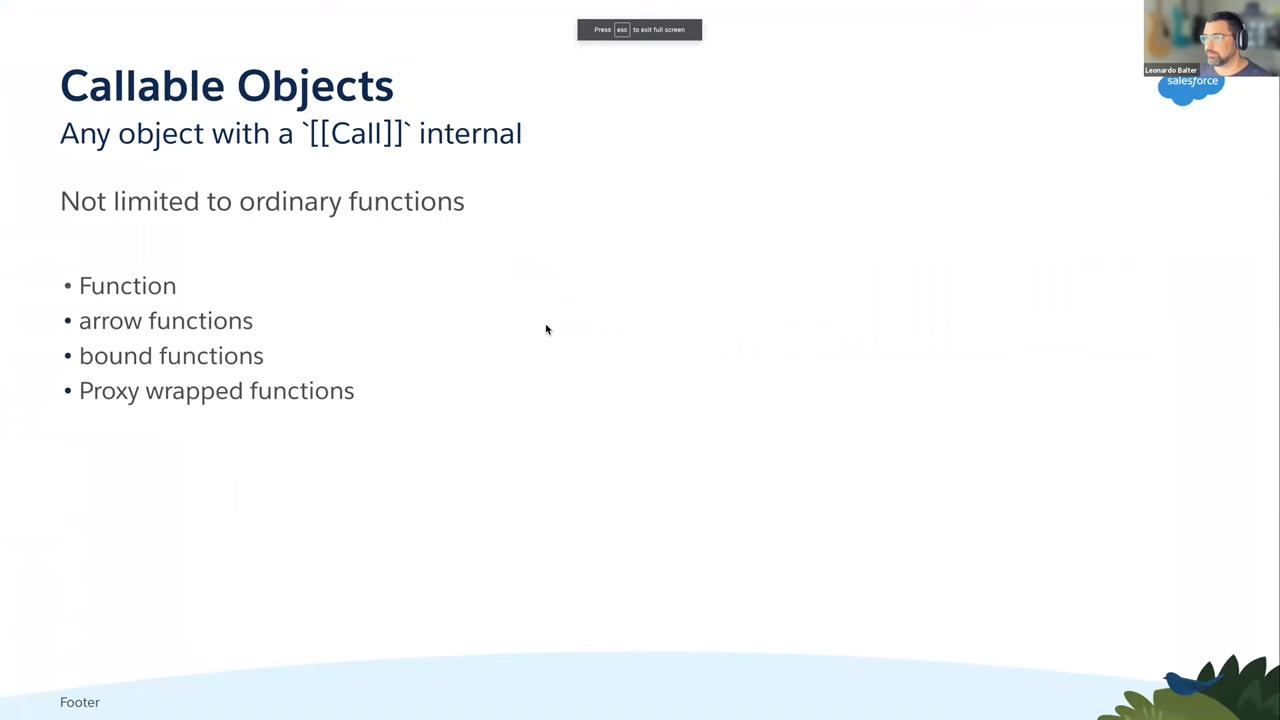 Press esc to exit full screen
Leonardo Balter
salesforce
Callable Objects
Any object with a `[[Call]]` internal
Not limited to ordinary functions
• Function
• arrow functions
• bound functions
• Proxy wrapped functions
Footer